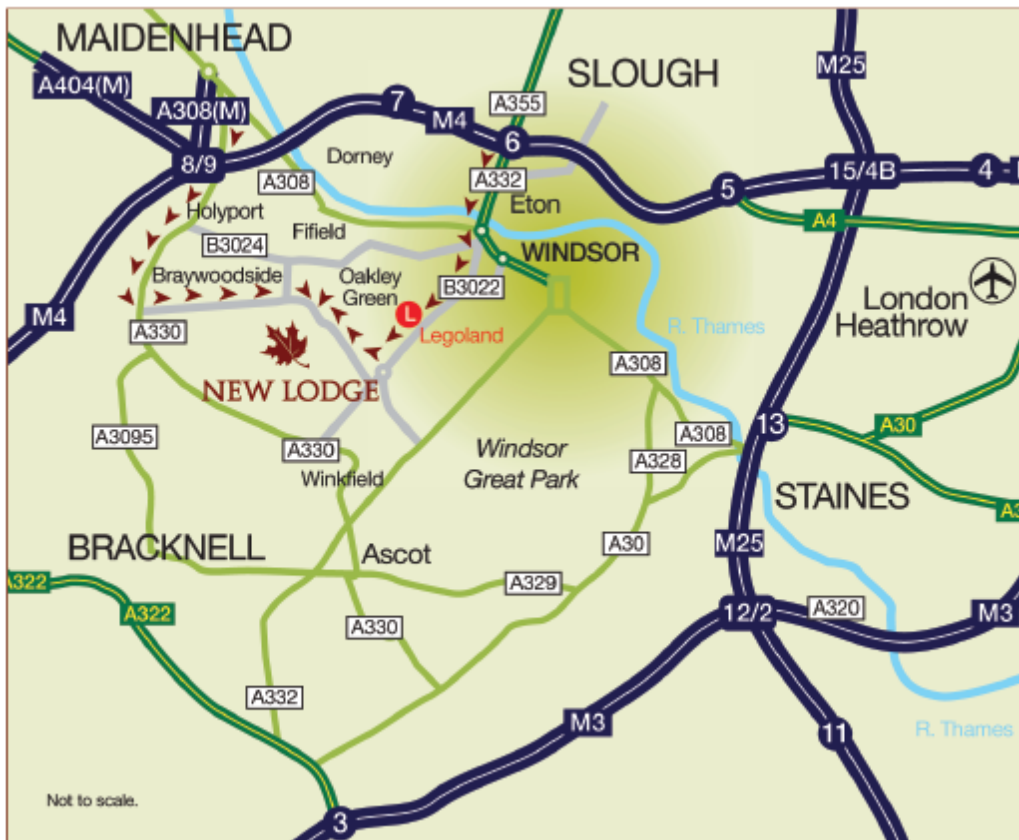 MAIDENHEAD
SLOUGH
M25
A404(M)
A308(M)
7
M4
A355
6
8/9
Dorney
A308
A332
5
15/4B
4
Holyport
Eton
A4
B3024
Fifield
WINDSOR
Braywoodside
Oakley
Green
B3022
London
Heathrow
M4
A330
L
Legoland
R. Thames
NEW LODGE
A308
A3095
A330
Winkfield
Windsor
Great Park
A308
A328
13
A30
STAINES
BRACKNELL
Ascot
A30
M25
A322
A322
A329
12/2
A320
M3
A330
A332
M3
11
R. Thames
Not to scale.
3